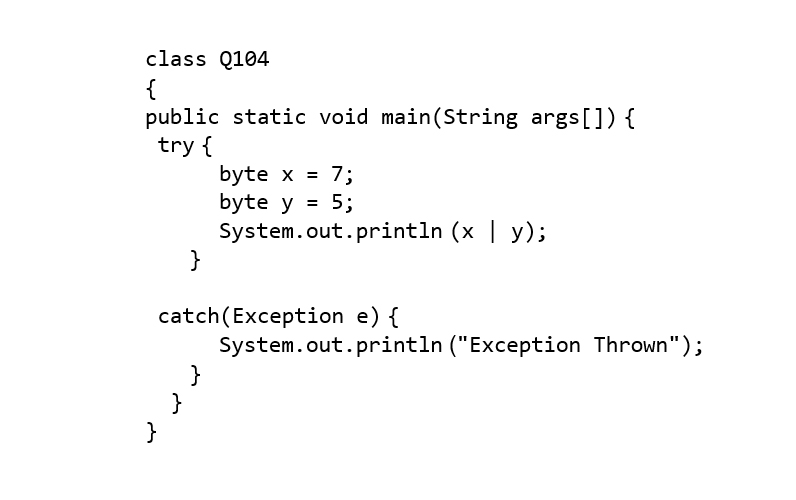 class Q104
{
public static void main(String args[]) {
try {
byte x = 7;
byte y = 5;
System.out.println (x | y);
}
catch(Exception e) {
System.out.println ("Exception Thrown");
}
}
}